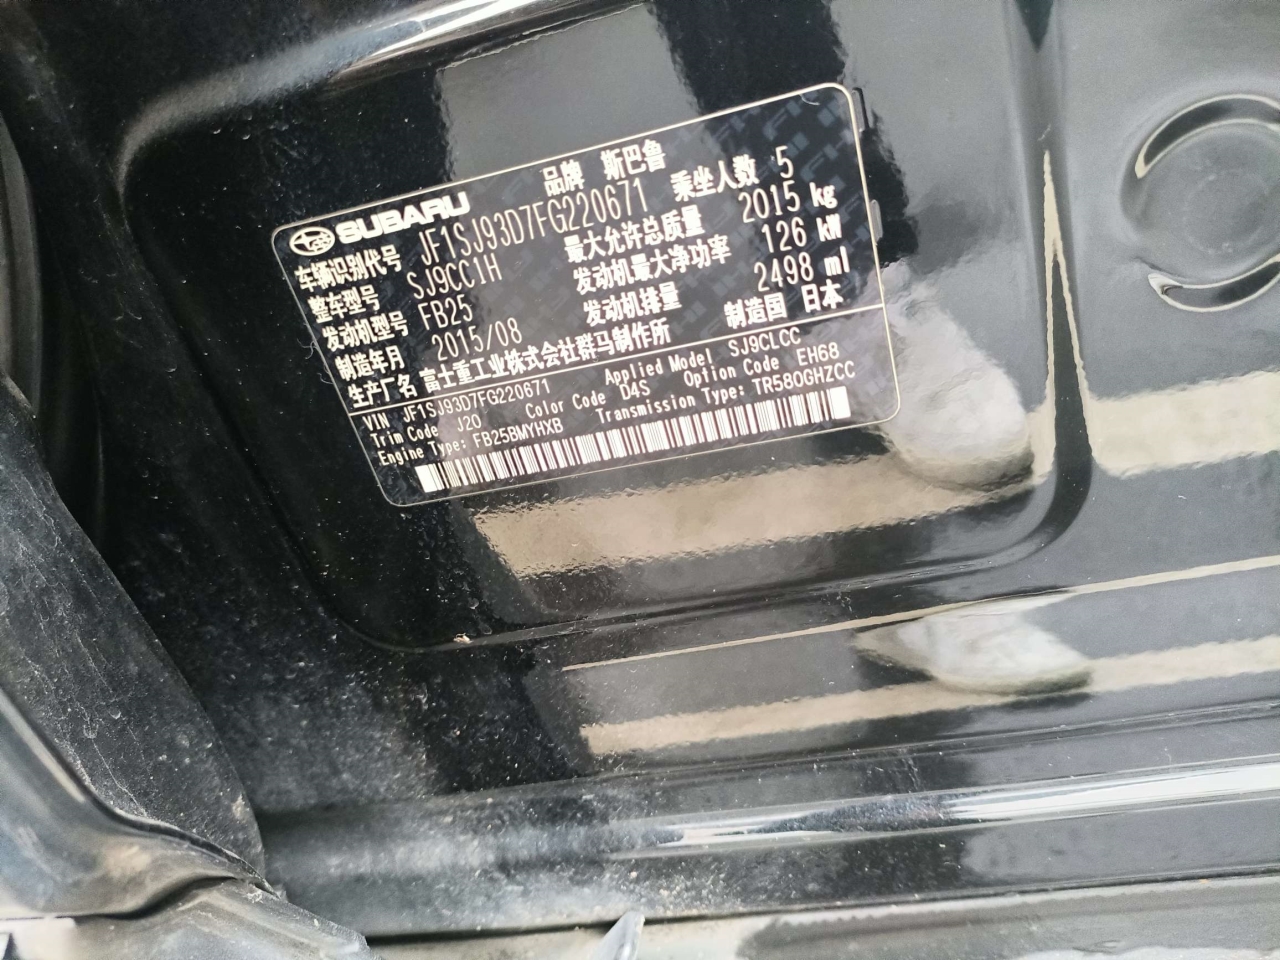 SUBARU 品牌 斯巴鲁 乘坐人数 5
车辆识别代号 JF1SJ93D7FG220671 最大允许总质量 2015 kg
整车型号 SJ9CC1H 发动机最大净功率 126 kW
发动机型号 FB25 发动机排量 2498 ml
制造年月 2015/08 制造国 日本
生产厂名 富士重工业株式会社群马制作所
VIN JF1SJ93D7FG220671 Applied Model SJ9CLCC
Trim Code J20 Color Code D4S Option Code EH68
Engine Type: FB25BMYHXB Transmission Type: TR580GHZCC